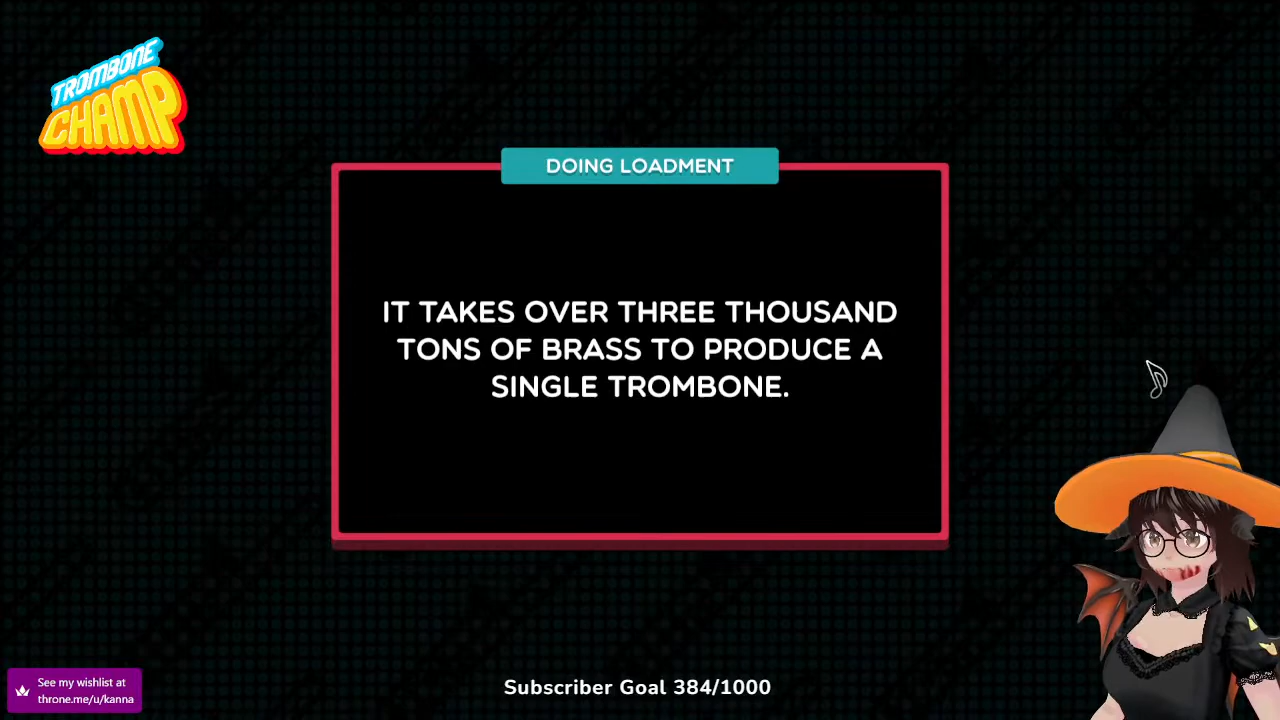 TROMBONE
CHAMP
DOING LOADMENT
IT TAKES OVER THREE THOUSAND
TONS OF BRASS TO PRODUCE A
SINGLE TROMBONE.
See my wishlist at
throne.me/u/kanna
Subscriber Goal 384/1000